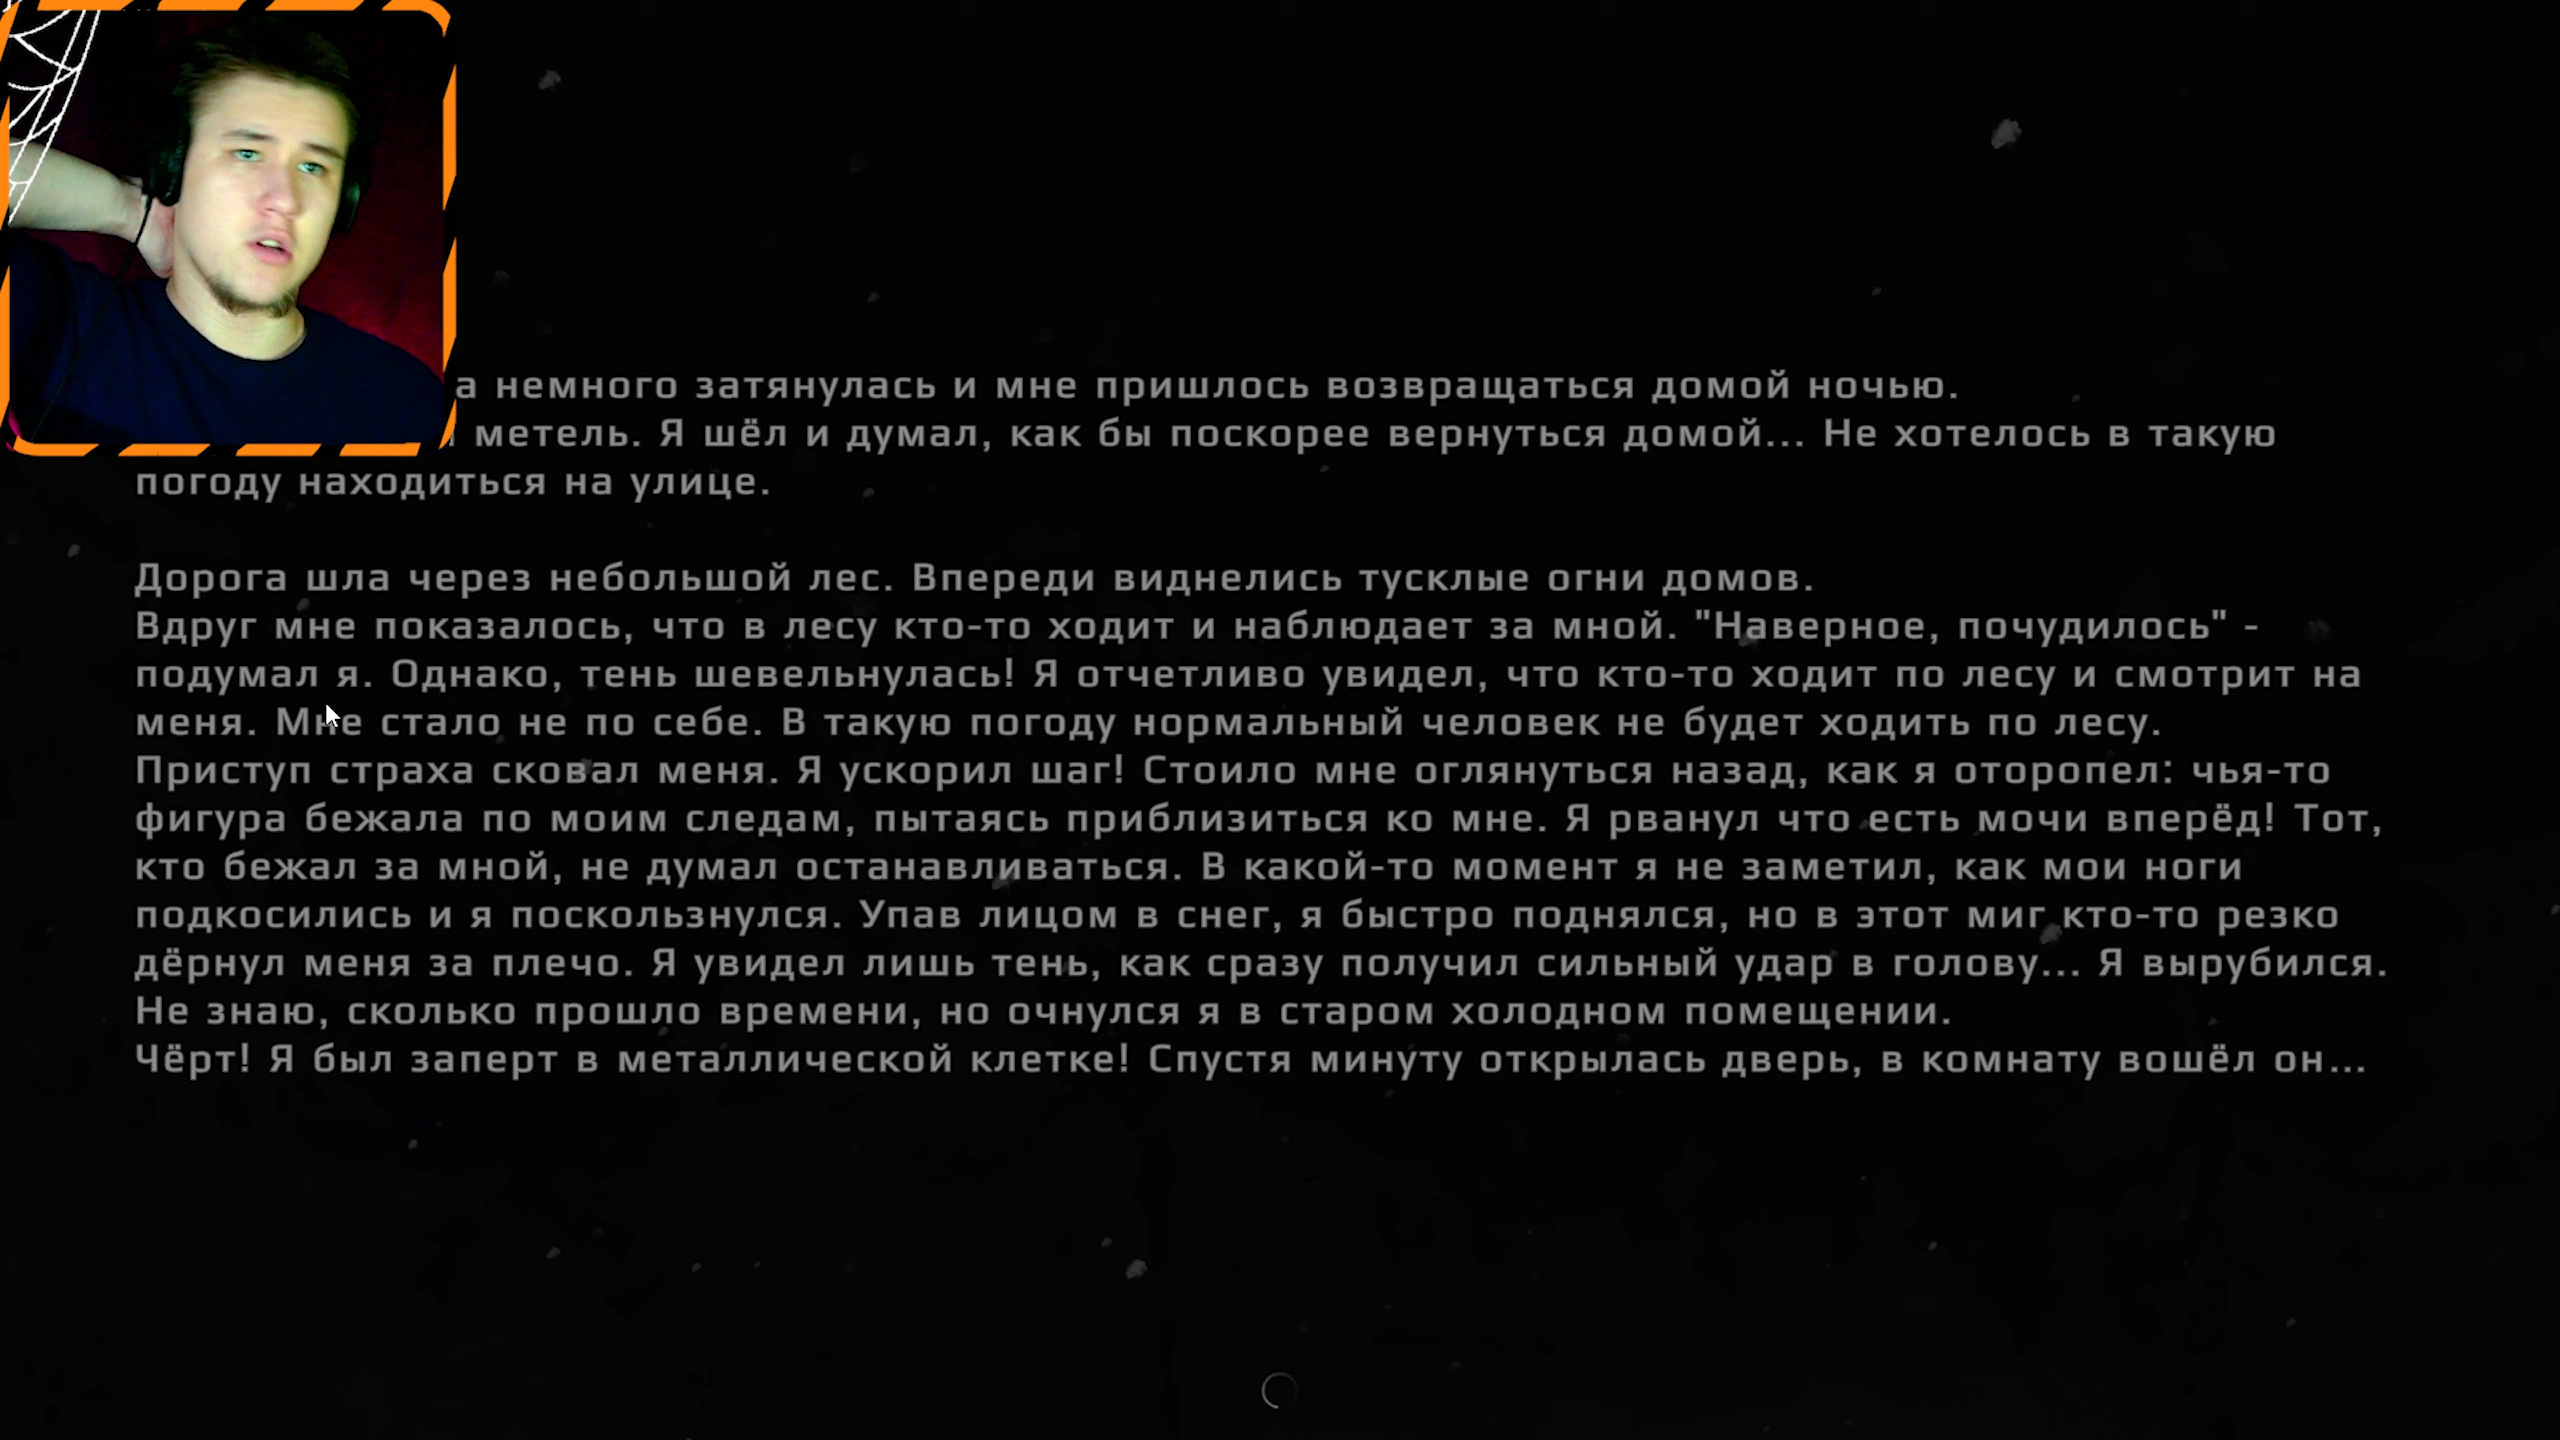 а немного затянулась и мне пришлось возвращаться домой ночью.
метель. Я шёл и думал, как бы поскорее вернуться домой... Не хотелось в такую
погоду находиться на улице.
Дорога шла через небольшой лес. Впереди виднелись тусклые огни домов.
Вдруг мне показалось, что в лесу кто-то ходит и наблюдает за мной. "Наверное, почудилось" -
подумал я. Однако, тень шевельнулась! Я отчетливо увидел, что кто-то ходит по лесу и смотрит на
меня. Мне стало не по себе. В такую погоду нормальный человек не будет ходить по лесу.
Приступ страха сковал меня. Я ускорил шаг! Стоило мне оглянуться назад, как я оторопел: чья-то
фигура бежала по моим следам, пытаясь приблизиться ко мне. Я рванул что есть мочи вперёд! Тот,
кто бежал за мной, не думал останавливаться. В какой-то момент я не заметил, как мои ноги
подкосились и я поскользнулся. Упав лицом в снег, я быстро поднялся, но в этот миг кто-то резко
дёрнул меня за плечо. Я увидел лишь тень, как сразу получил сильный удар в голову... Я вырубился.
Не знаю, сколько прошло времени, но очнулся я в старом холодном помещении.
Чёрт! Я был заперт в металлической клетке! Спустя минуту открылась дверь, в комнату вошёл он...